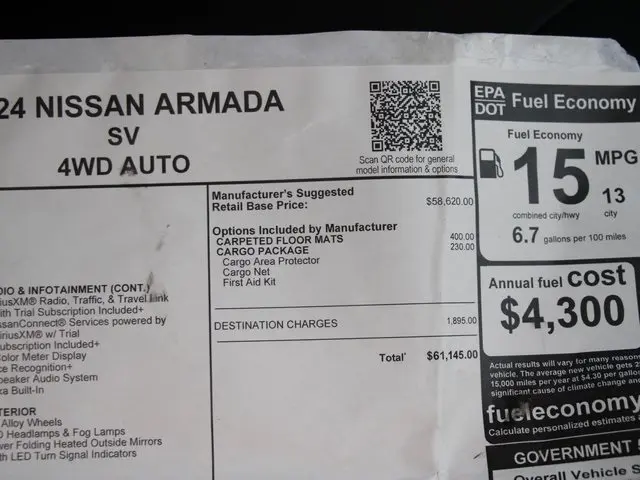 24 NISSAN ARMADA
SV
4WD AUTO
Scan QR code for general
model information & options
Manufacturer's Suggested
Retail Base Price: $58,620.00
Options Included by Manufacturer
CARPETED FLOOR MATS 400.00
CARGO PACKAGE 230.00
Cargo Area Protector
Cargo Net
First Aid Kit
DESTINATION CHARGES 1,895.00
Total* $61,145.00
DIO & INFOTAINMENT (CONT.)
iusXM® Radio, Traffic, & Travel Link
ith Trial Subscription Included+
ssanConnect® Services powered by
iriusXM® w/ Trial
ubscription Included+
olor Meter Display
ce Recognition+
peaker Audio System
xa Built-In
TERIOR
Alloy Wheels
D Headlamps & Fog Lamps
wer Folding Heated Outside Mirrors
th LED Turn Signal Indicators
EPA
DOT Fuel Economy
Fuel Economy
15 MPG
13
combined city/hwy city
6.7 gallons per 100 miles
Annual fuel cost
$4,300
Actual results will vary for many reason
vehicle. The average new vehicle gets 2
15,000 miles per year at $4.30 per gallo
significant cause of climate change and
fueleconomy
Calculate personalized estimates
GOVERNMENT
Overall Vehicle S